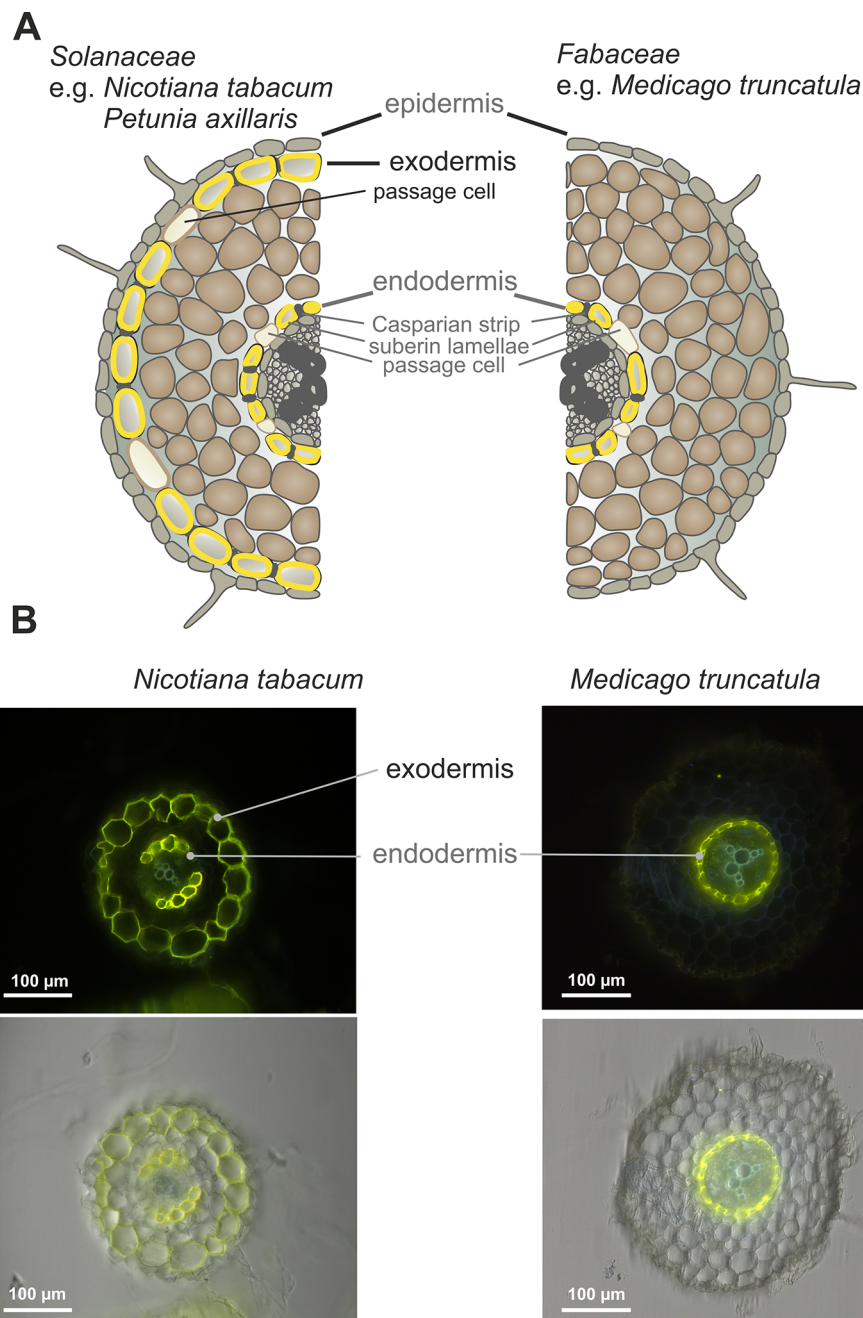 A
Solanaceae
e.g. Nicotiana tabacum
Petunia axillaris
Fabaceae
e.g. Medicago truncatula
epidermis
exodermis
passage cell
endodermis
Casparian strip
suberin lamellae
passage cell
B
Nicotiana tabacum
Medicago truncatula
exodermis
endodermis
100 µm
100 µm
100 µm
100 µm